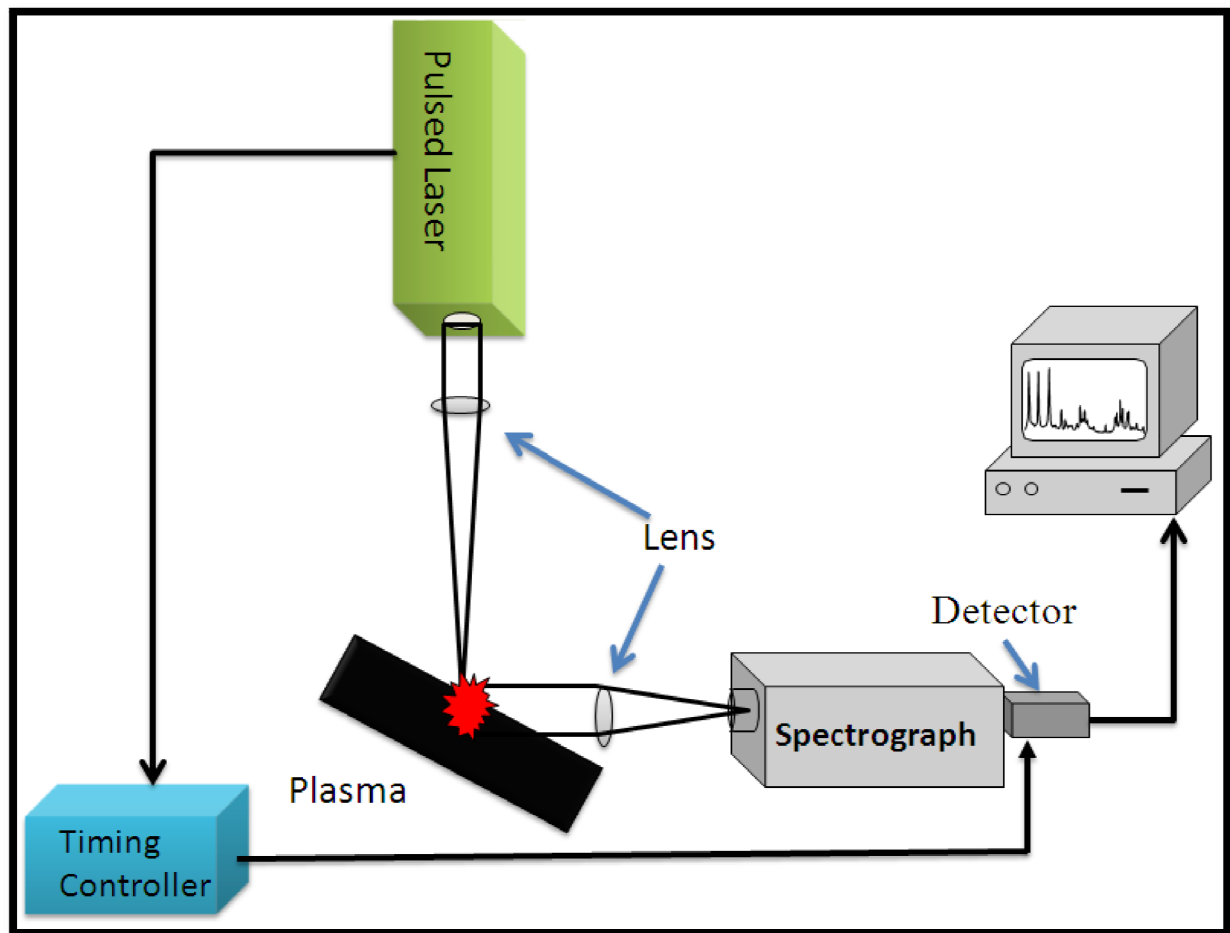 Pulsed Laser
Lens
Detector
Spectrograph
Plasma
Timing
Controller